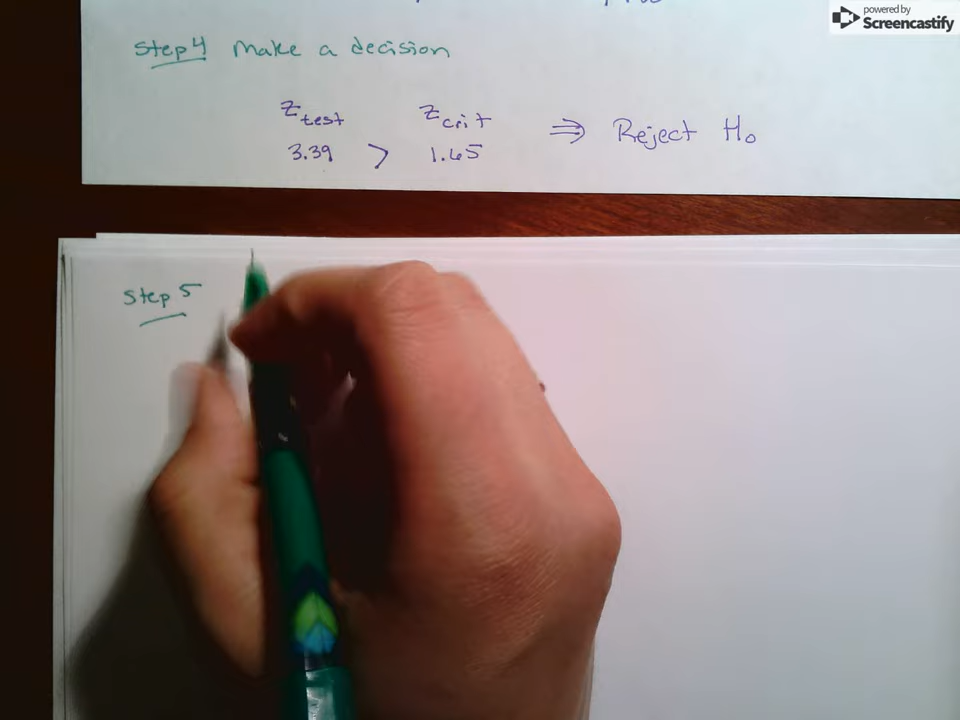 powered by
Screencastify
Step 4 Make a decision
Z test Z crit ⇒ Reject H₀
3.39 > 1.65
Step 5